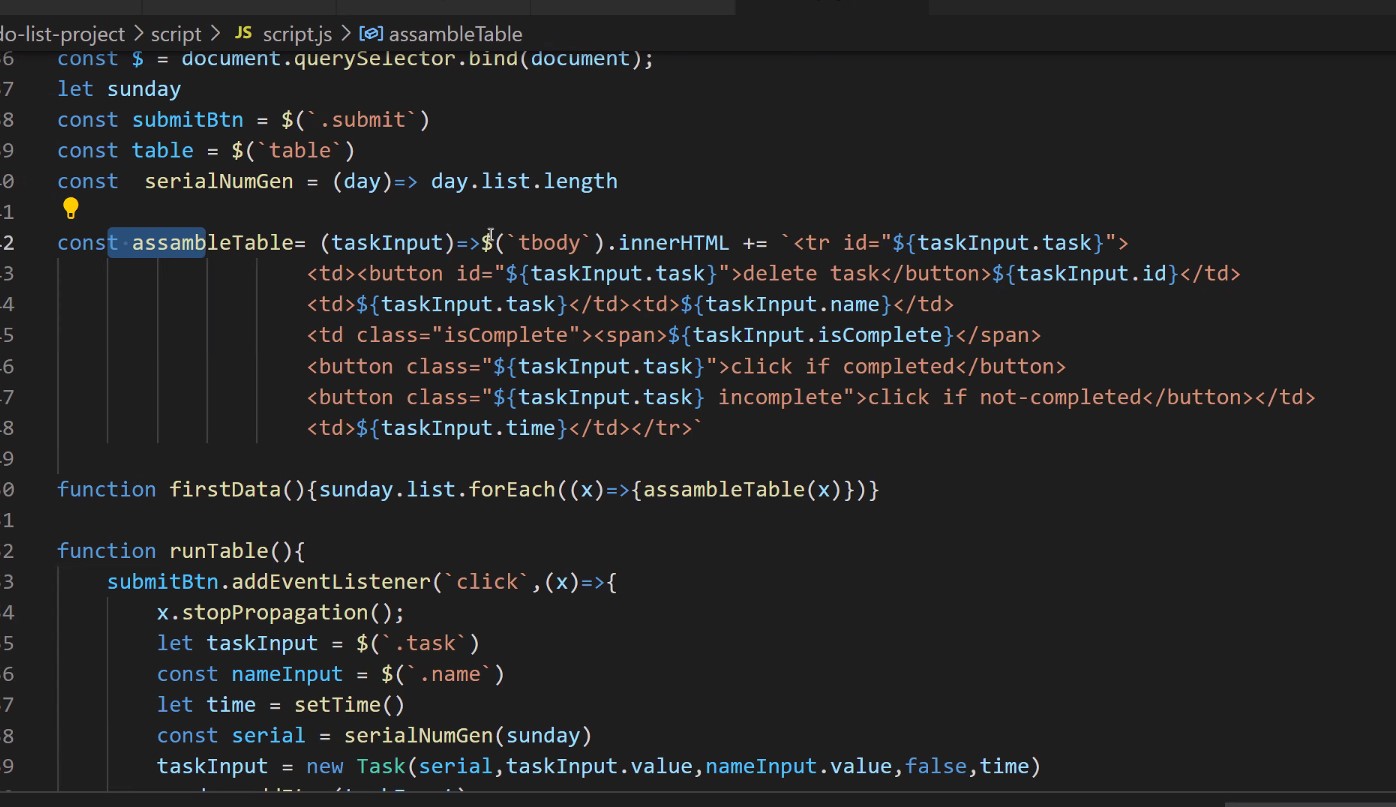 do-list-project > script > JS script.js > assambleTable
6 const $ = document.querySelector.bind(document);
7 let sunday
8 const submitBtn = $(`.submit`)
9 const table = $(`table`)
0 const  serialNumGen = (day)=> day.list.length
1
2 const assambleTable= (taskInput)=>$(`tbody`).innerHTML += `<tr id="${taskInput.task}">
3 <td><button id="${taskInput.task}">delete task</button>${taskInput.id}</td>
4 <td>${taskInput.task}</td><td>${taskInput.name}</td>
5 <td class="isComplete"><span>${taskInput.isComplete}</span>
6 <button class="${taskInput.task}">click if completed</button>
7 <button class="${taskInput.task} incomplete">click if not-completed</button></td>
8 <td>${taskInput.time}</td></tr>`
9
0 function firstData(){sunday.list.forEach((x)=>{assambleTable(x)})}
1
2 function runTable(){
3 submitBtn.addEventListener(`click`,(x)=>{
4 x.stopPropagation();
5 let taskInput = $(`.task`)
6 const nameInput = $(`.name`)
7 let time = setTime()
8 const serial = serialNumGen(sunday)
9 taskInput = new Task(serial,taskInput.value,nameInput.value,false,time)